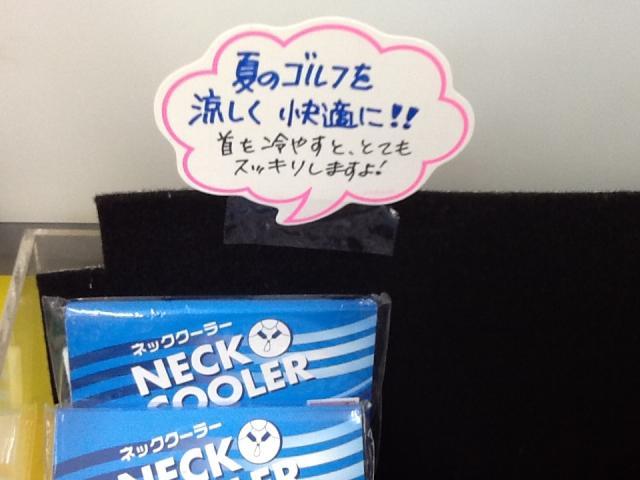 夏のゴルフを
涼しく 快適に!!
首を冷やすと、とても
スッキリしますよ!
ネッククーラー
NECK
COOLER
ネッククーラー
NECK
COOLER